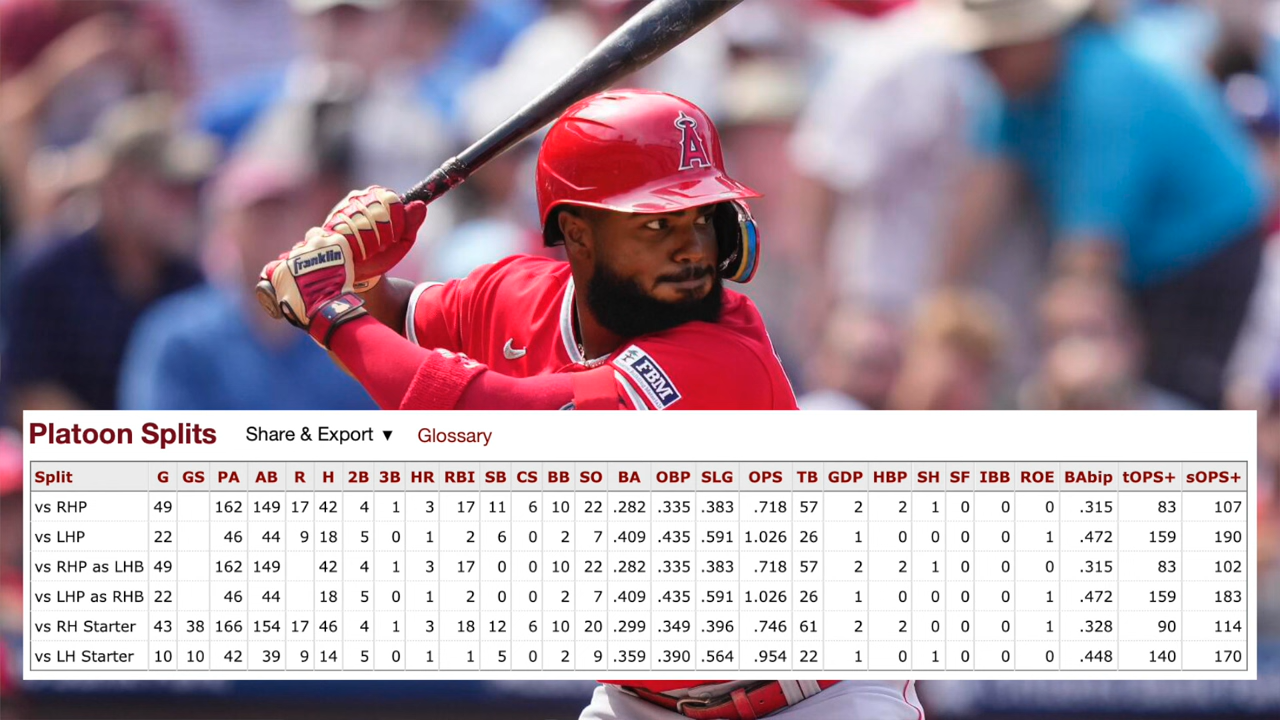 A
Franklin
FBM
Platoon Splits Share & Export ▼ Glossary
Split G GS PA AB R H 2B 3B HR RBI SB CS BB SO BA OBP SLG OPS TB GDP HBP SH SF IBB ROE BAbip tOPS+ sOPS+
vs RHP 49 162 149 17 42 4 1 3 17 11 6 10 22 .282 .335 .383 .718 57 2 2 1 0 0 0 .315 83 107
vs LHP 22 46 44 9 18 5 0 1 2 6 0 2 7 .409 .435 .591 1.026 26 1 0 0 0 0 1 .472 159 190
vs RHP as LHB 49 162 149 42 4 1 3 17 0 0 10 22 .282 .335 .383 .718 57 2 2 1 0 0 0 .315 83 102
vs LHP as RHB 22 46 44 18 5 0 1 2 0 0 2 7 .409 .435 .591 1.026 26 1 0 0 0 0 1 .472 159 183
vs RH Starter 43 38 166 154 17 46 4 1 3 18 12 6 10 20 .299 .349 .396 .746 61 2 2 0 0 0 1 .328 90 114
vs LH Starter 10 10 42 39 9 14 5 0 1 1 5 0 2 9 .359 .390 .564 .954 22 1 0 1 0 0 0 .448 140 170